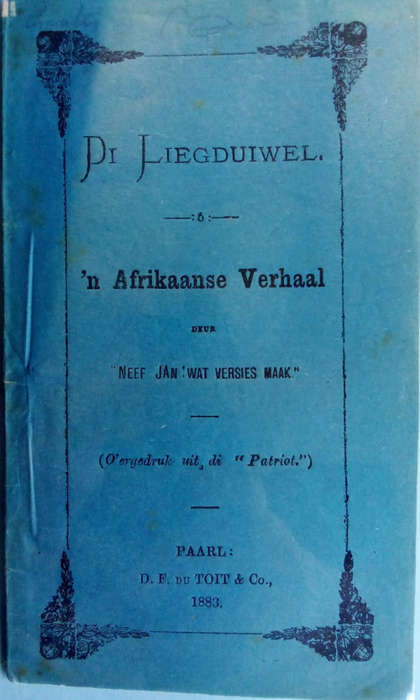 DI LIEGDUIWEL.
'n Afrikaanse Verhaal
DEUR
"NEEF JAN WAT VERSIES MAAK."
(O'ergedruk uit di "Patriot.")
PAARL:
D. F. DU TOIT & Co.,
1883.